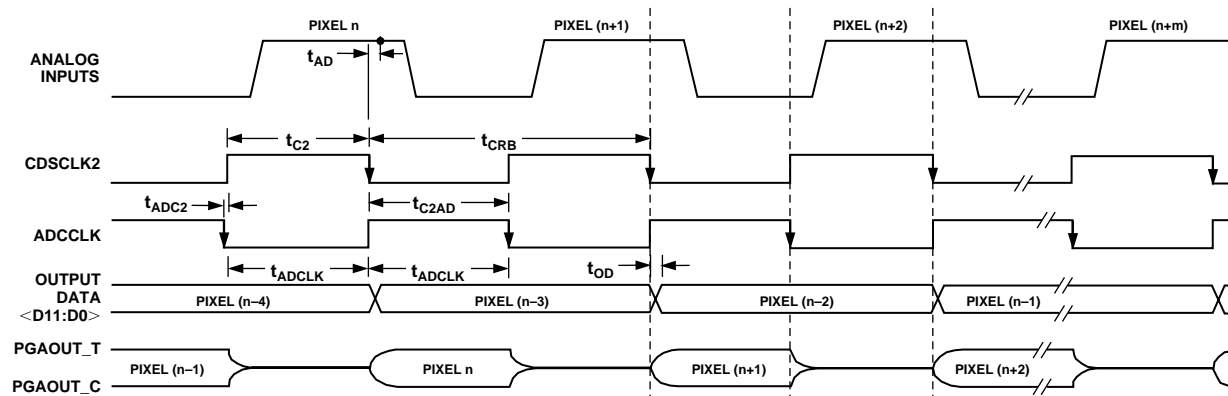 PIXEL n PIXEL (n+1) PIXEL (n+2) PIXEL (n+m)
ANALOG
INPUTS
tAD
tC2 tCRB
CDSCLK2
tADC2 tC2AD
ADCCLK
tADCLK tADCLK tOD
OUTPUT
DATA
<D11:D0>
PIXEL (n–4) PIXEL (n–3) PIXEL (n–2) PIXEL (n–1)
PGAOUT_T
PIXEL (n–1) PIXEL n PIXEL (n+1) PIXEL (n+2)
PGAOUT_C